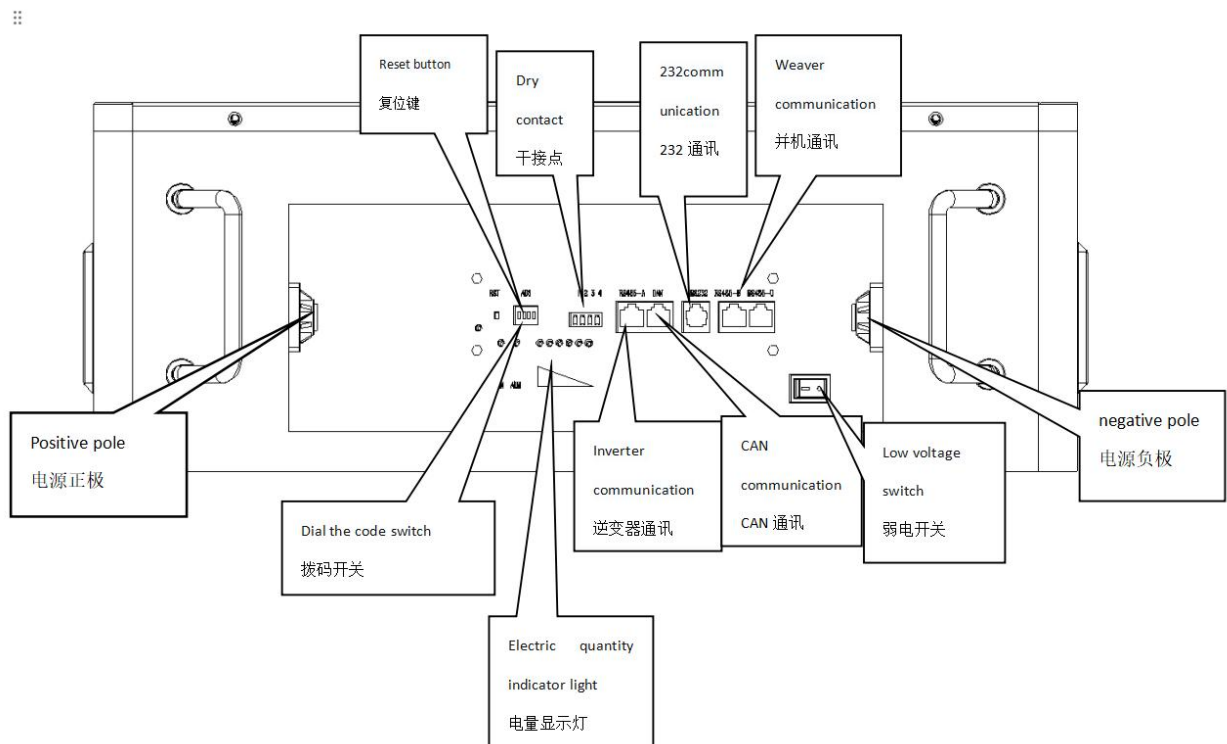 Reset button
复位键
Dry
contact
干接点
232comm
unication
232 通讯
Weaver
communication
并机通讯
RST
ADS
1 2 3 4
RS485-A
CAN
RS232
RS485-B
RS485-C
ALM
Positive pole
电源正极
negative pole
电源负极
Dial the code switch
拨码开关
Inverter
communication
逆变器通讯
CAN
communication
CAN 通讯
Low voltage
switch
弱电开关
Electric quantity
indicator light
电量显示灯